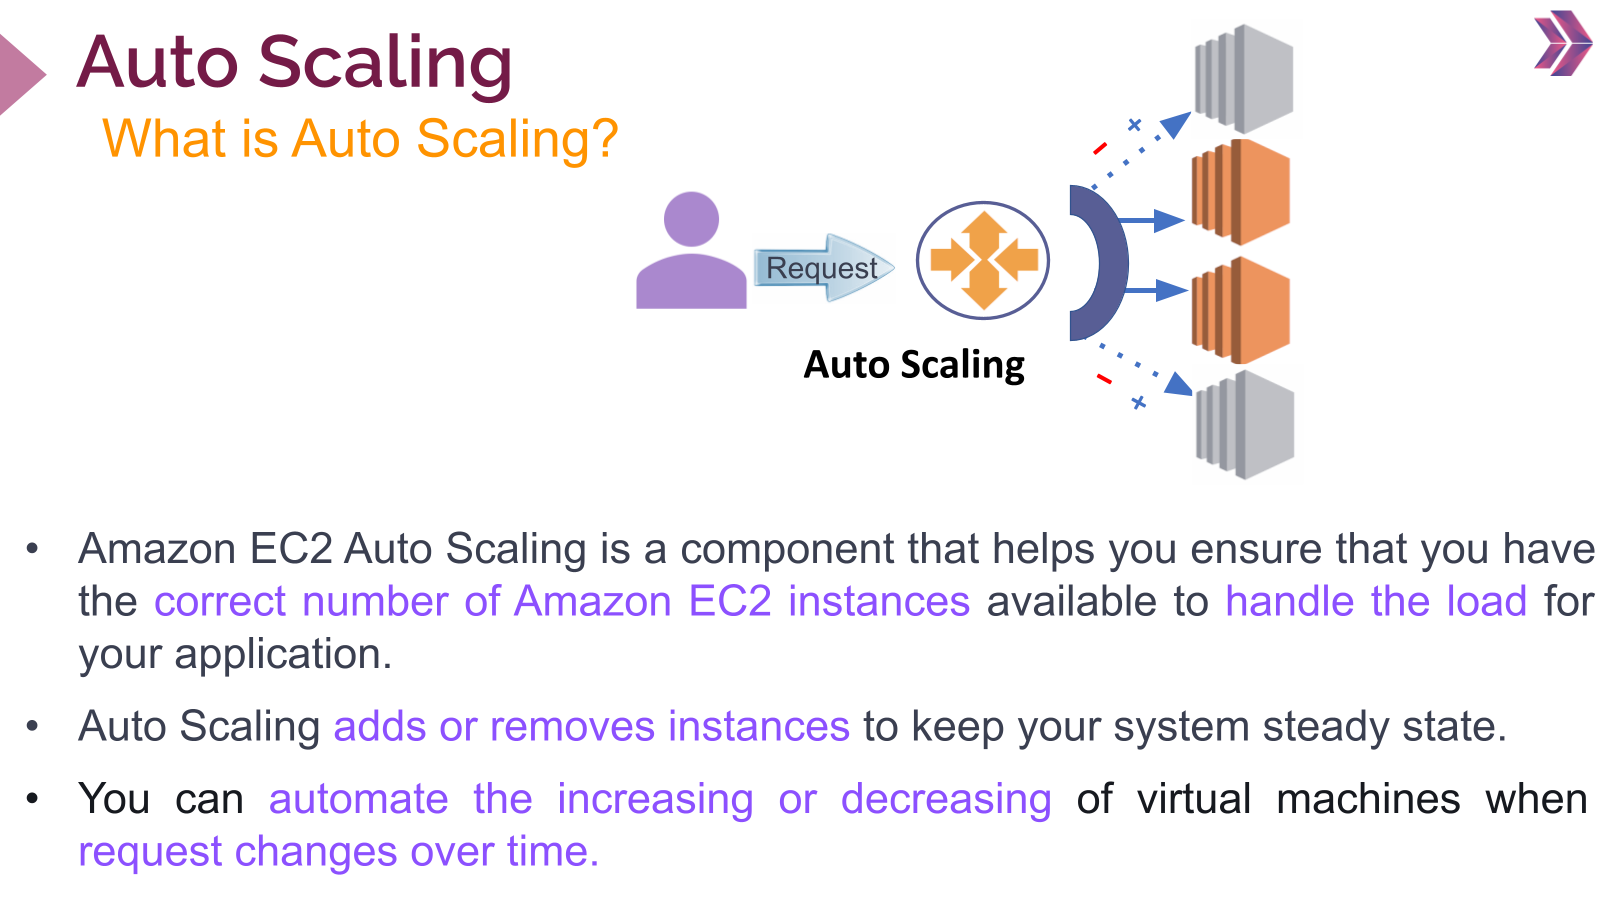 Auto Scaling
What is Auto Scaling?
Request
Auto Scaling
• Amazon EC2 Auto Scaling is a component that helps you ensure that you have
the correct number of Amazon EC2 instances available to handle the load for
your application.
• Auto Scaling adds or removes instances to keep your system steady state.
• You can automate the increasing or decreasing of virtual machines when
request changes over time.